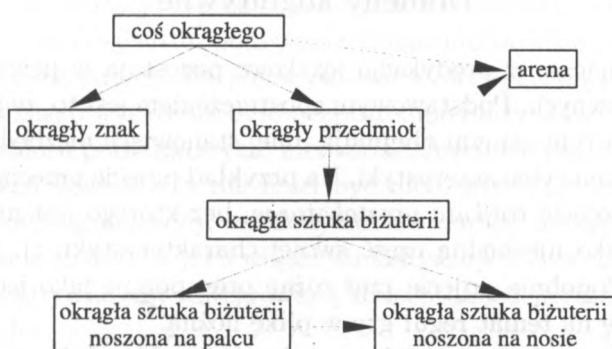 coś okrągłego
arena
okrągły znak
okrągły przedmiot
okrągła sztuka biżuterii
okrągła sztuka biżuterii
noszona na palcu
okrągła sztuka biżuterii
noszona na nosie